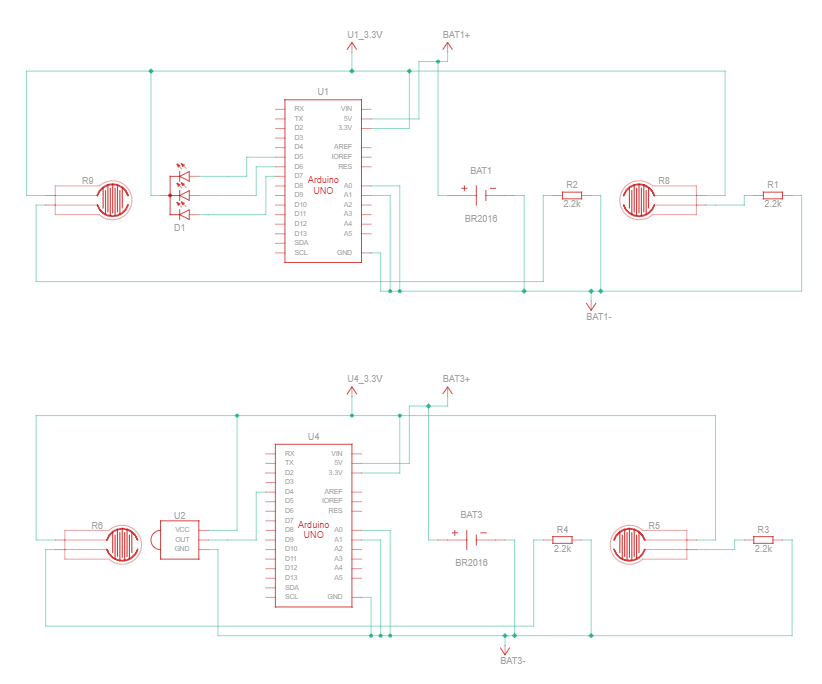 U1_3.3V
BAT1+
U1
RX
TX
D2
D3
D4
D5
D6
D7
D8
D9
D10
D11
D12
D13
SDA
SCL
Arduino
UNO
VIN
5V
3.3V
AREF
IOREF
RES
A0
A1
A2
A3
A4
A5
GND
R9
D1
BAT1
+
−
BR2016
R2
2.2k
R8
R1
2.2k
BAT1-
U4_3.3V
BAT3+
U4
RX
TX
D2
D3
D4
D5
D6
D7
D8
D9
D10
D11
D12
D13
SDA
SCL
Arduino
UNO
VIN
5V
3.3V
AREF
IOREF
RES
A0
A1
A2
A3
A4
A5
GND
R6
U2
VCC
OUT
GND
BAT3
+
−
BR2016
R4
2.2k
R5
R3
2.2k
BAT3-